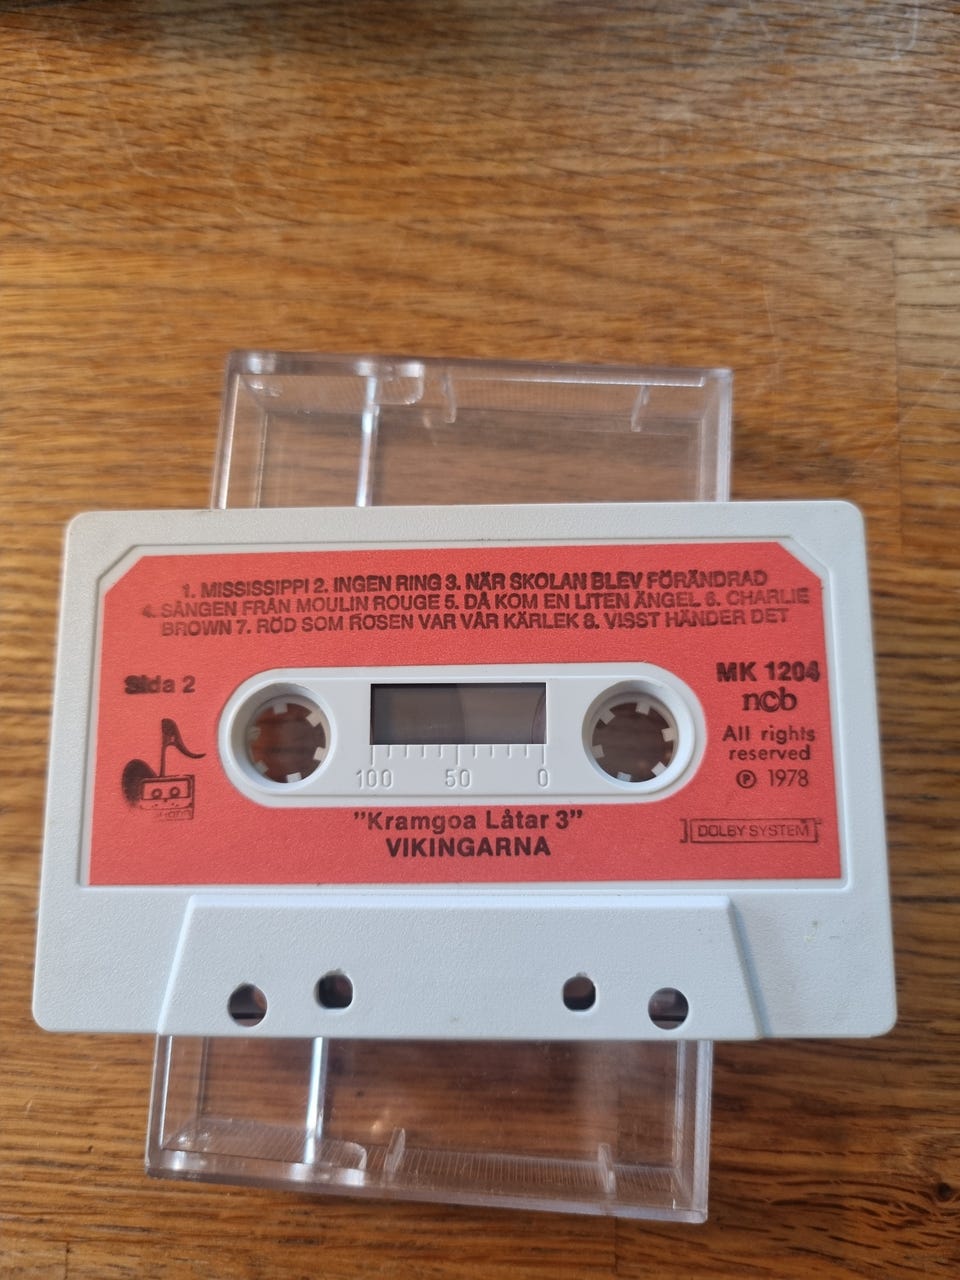 1. MISSISSIPPI 2. INGEN RING 3. NÄR SKOLAN BLEV FÖRÄNDRAD
4. SÅNGEN FRÅN MOULIN ROUGE 5. DÅ KOM EN LITEN ÄNGEL 6. CHARLIE
BROWN 7. RÖD SOM ROSEN VAR VÅR KÄRLEK 8. VISST HÄNDER DET
Sida 2
MK 1204
ncb
All rights
reserved
℗ 1978
100 50 0
"Kramgoa Låtar 3"
VIKINGARNA
DOLBY SYSTEM